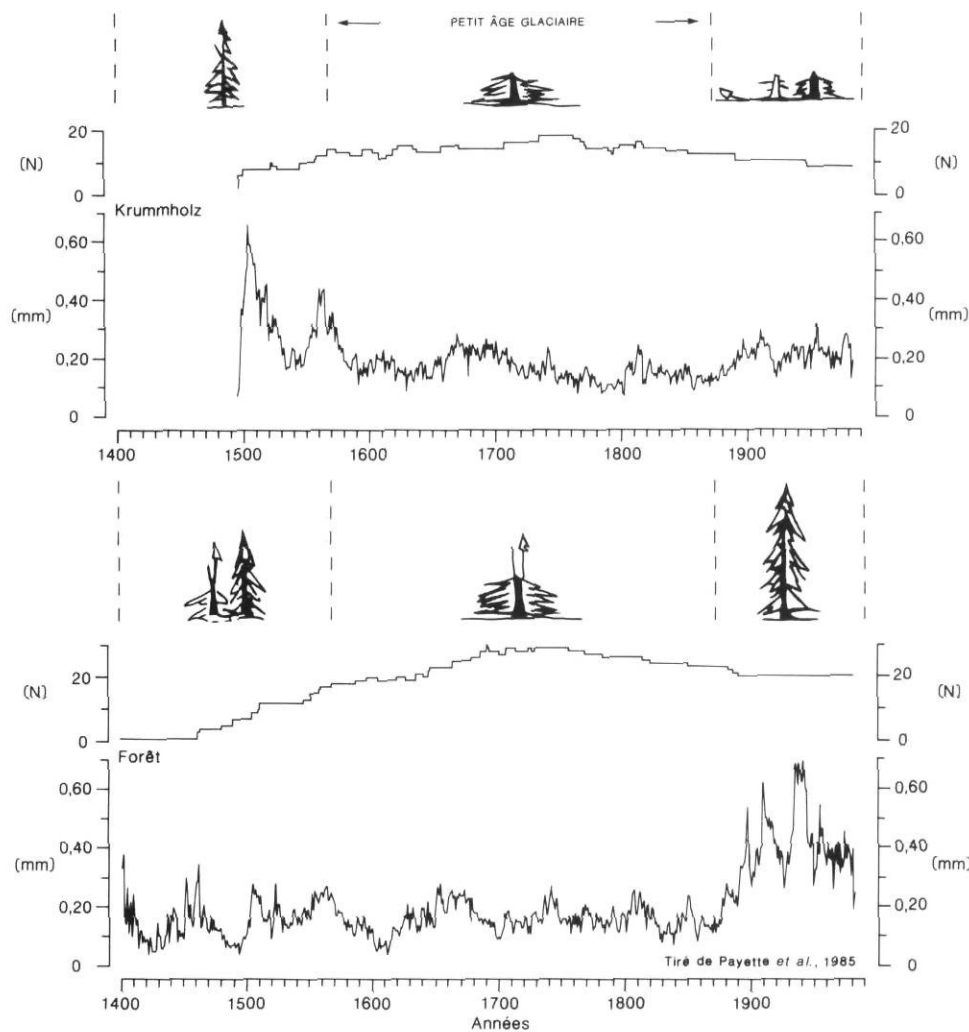 PETIT ÂGE GLACIAIRE
20 20
(N) (N)
0 0
Krummholz
0,60 0,60
0,40 0,40
(mm) (mm)
0,20 0,20
0 0
1400 1500 1600 1700 1800 1900
20 20
(N) (N)
0 0
Forêt
0,60 0,60
0,40 0,40
(mm) (mm)
0,20 0,20
Tiré de Payette et al., 1985
0 0
1400 1500 1600 1700 1800 1900
Années